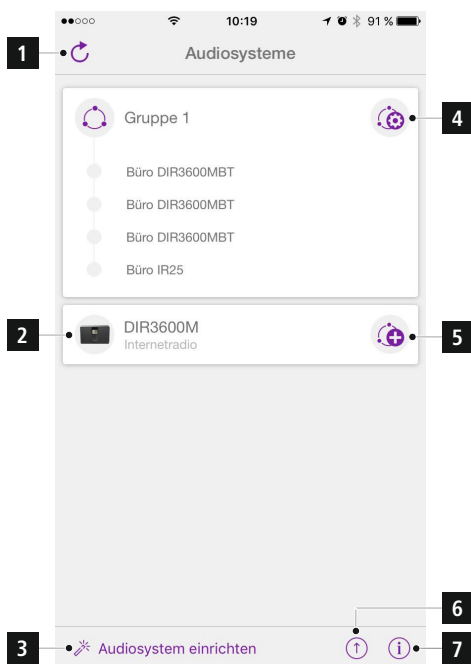 10:19
91 %
1
Audiosysteme
Gruppe 1
4
Büro DIR3600MBT
Büro DIR3600MBT
Büro DIR3600MBT
Büro IR25
2
DIR3600M
Internetradio
5
6
3
Audiosystem einrichten
i
7